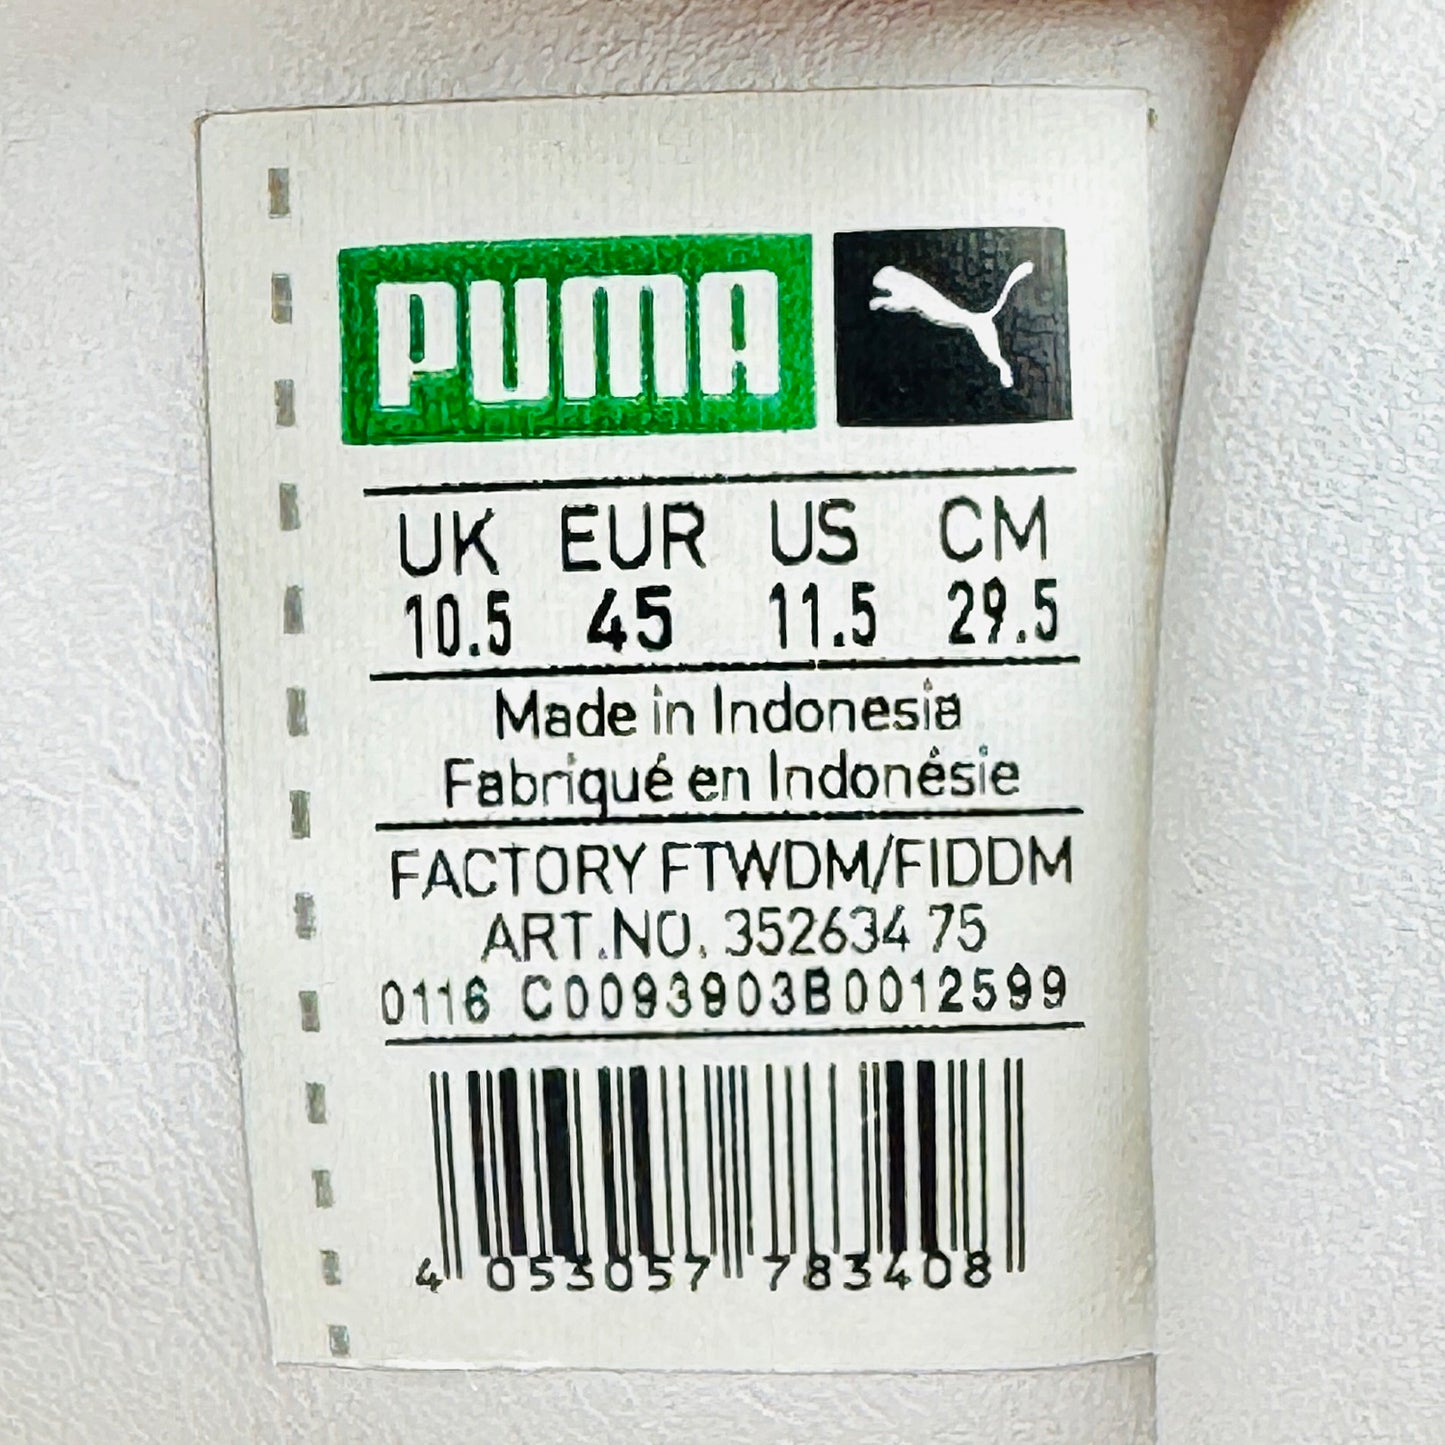 PUMA
UK EUR US CM
10.5 45 11.5 29.5
Made in Indonesia
Fabriqué en Indonésie
FACTORY FTWDM/FIDDM
ART.NO. 352634 75
0116 C0093903B0012599
4 053057 783408